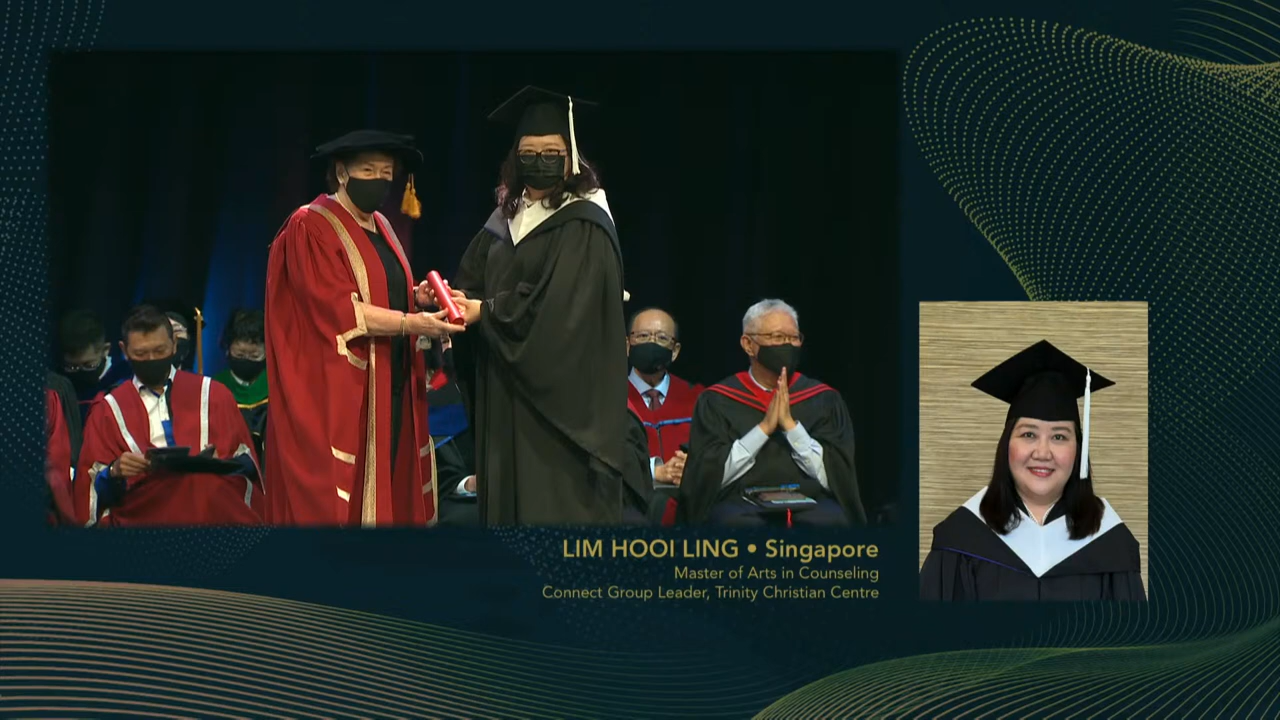 LIM HOOI LING • Singapore
Master of Arts in Counseling
Connect Group Leader, Trinity Christian Centre